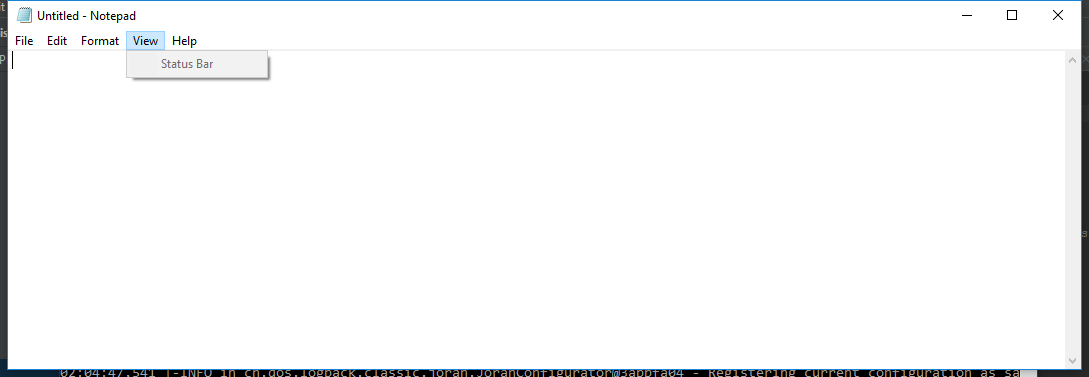 Untitled - Notepad
File Edit Format View Help
Status Bar
02:04:47,541 |-INFO in ch.qos.logback.classic.joran.JoranConfigurator@3abbfa04 - Registering current configuration as sa